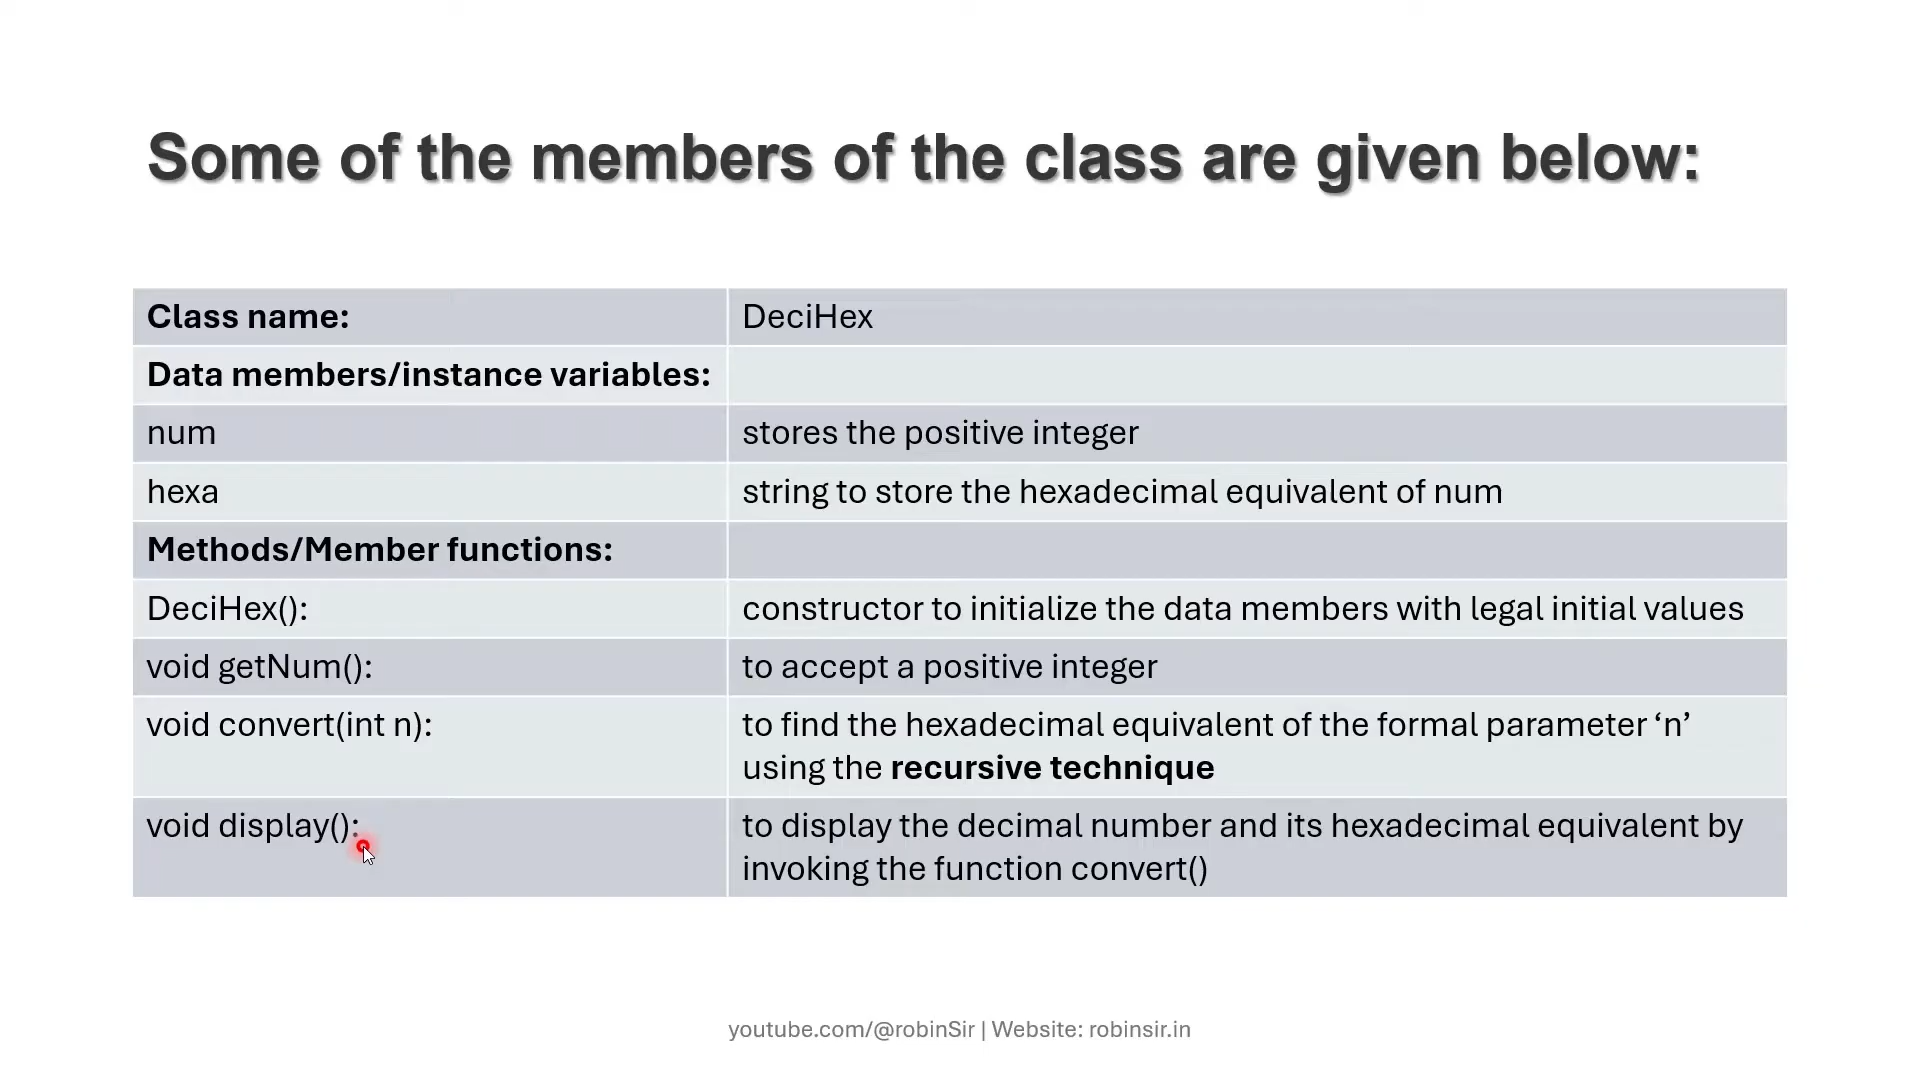 Some of the members of the class are given below:
Class name: DeciHex
Data members/instance variables:
num stores the positive integer
hexa string to store the hexadecimal equivalent of num
Methods/Member functions:
DeciHex(): constructor to initialize the data members with legal initial values
void getNum(): to accept a positive integer
void convert(int n): to find the hexadecimal equivalent of the formal parameter ‘n’
using the recursive technique
void display(): to display the decimal number and its hexadecimal equivalent by
invoking the function convert()
youtube.com/@robinSir | Website: robinsir.in